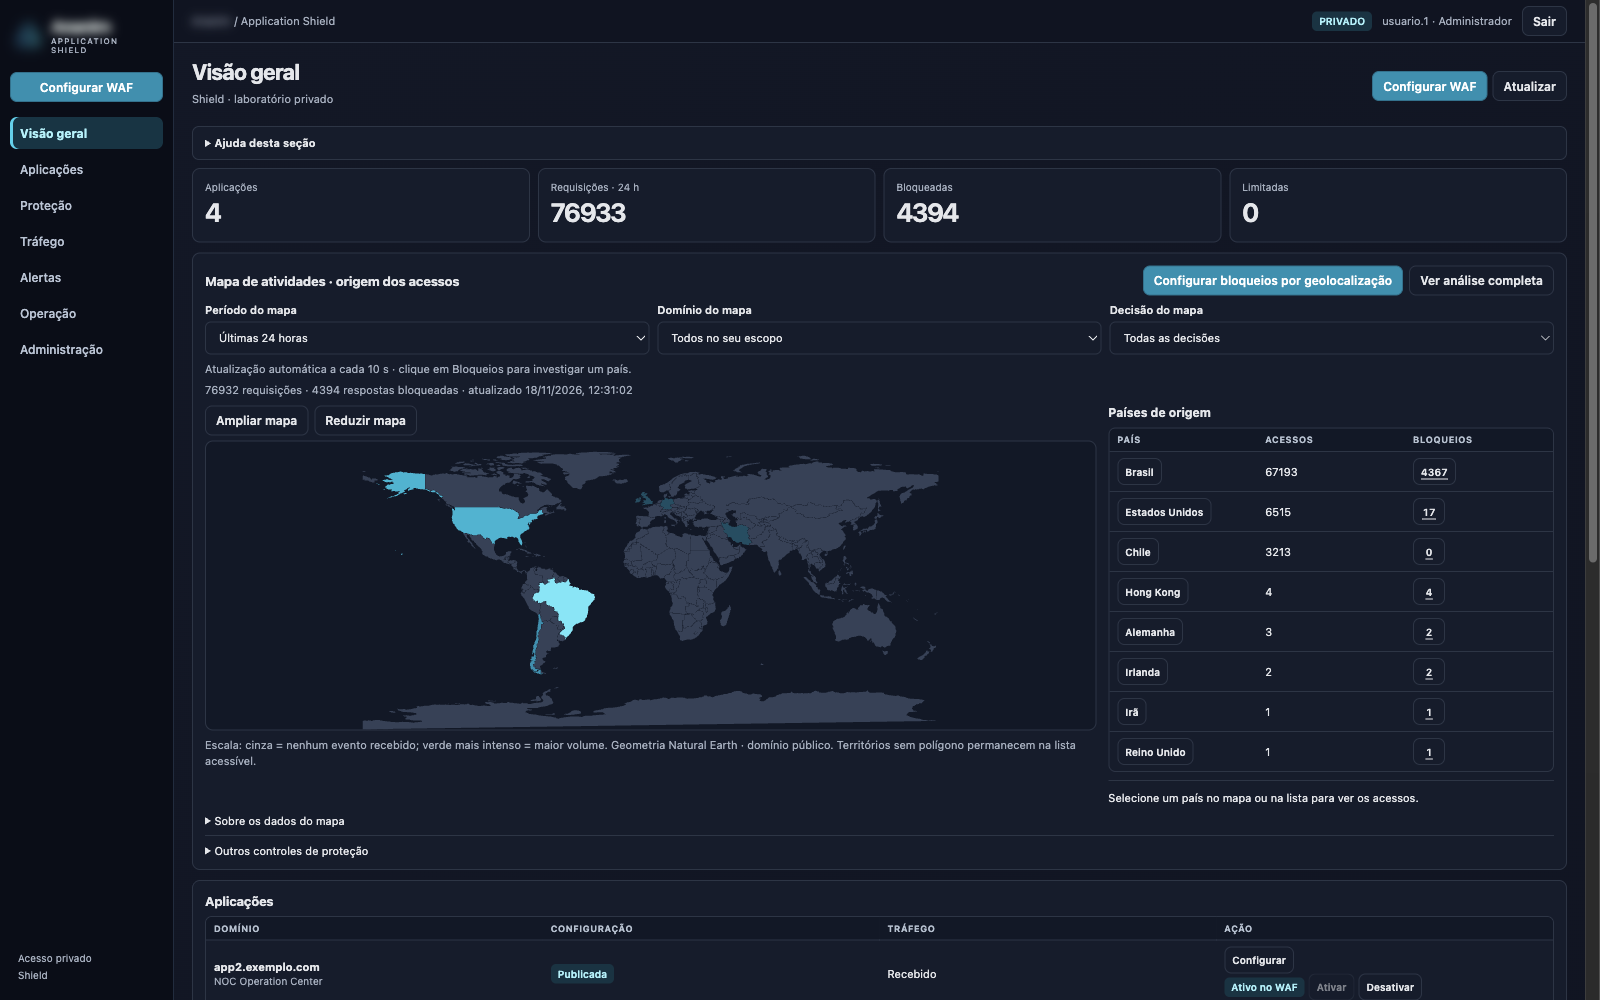 APPLICATION
SHIELD
Configurar WAF
Visão geral
Aplicações
Proteção
Tráfego
Alertas
Operação
Administração
Acesso privado
Shield
/ Application Shield
PRIVADO
usuario.1 · Administrador
Sair
Visão geral
Shield · laboratório privado
Configurar WAF
Atualizar
Ajuda desta seção
Aplicações
4
Requisições · 24 h
76933
Bloqueadas
4394
Limitadas
0
Mapa de atividades · origem dos acessos
Configurar bloqueios por geolocalização
Ver análise completa
Período do mapa
Últimas 24 horas
Domínio do mapa
Todos no seu escopo
Decisão do mapa
Todas as decisões
Atualização automática a cada 10 s · clique em Bloqueios para investigar um país.
76932 requisições · 4394 respostas bloqueadas · atualizado 18/11/2026, 12:31:02
Ampliar mapa
Reduzir mapa
Escala: cinza = nenhum evento recebido; verde mais intenso = maior volume. Geometria Natural Earth · domínio público. Territórios sem polígono permanecem na lista
acessível.
Países de origem
PAÍS ACESSOS BLOQUEIOS
Brasil 67193 4367
Estados Unidos 6515 17
Chile 3213 0
Hong Kong 4 4
Alemanha 3 2
Irlanda 2 2
Irã 1 1
Reino Unido 1 1
Selecione um país no mapa ou na lista para ver os acessos.
Sobre os dados do mapa
Outros controles de proteção
Aplicações
DOMÍNIO CONFIGURAÇÃO TRÁFEGO AÇÃO
app2.exemplo.com
NOC Operation Center
Publicada
Recebido
Configurar
Ativo no WAF Ativar Desativar